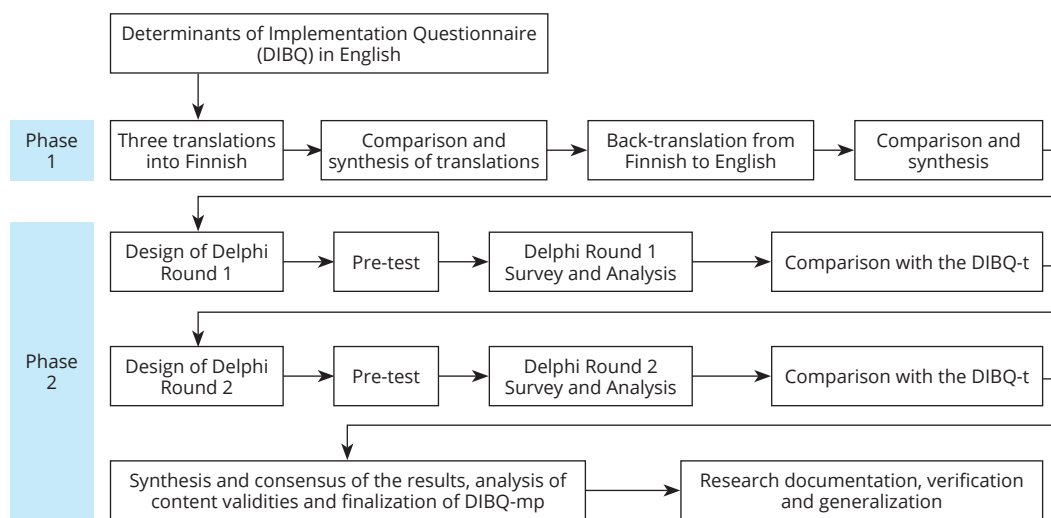 Determinants of Implementation Questionnaire
(DIBQ) in English
Phase
1
Three translations
into Finnish
Comparison and
synthesis of translations
Back-translation from
Finnish to English
Comparison and
synthesis
Phase
2
Design of Delphi
Round 1
Pre-test
Delphi Round 1
Survey and Analysis
Comparison with the DIBQ-t
Design of Delphi
Round 2
Pre-test
Delphi Round 2
Survey and Analysis
Comparison with the DIBQ-t
Synthesis and consensus of the results, analysis of
content validities and finalization of DIBQ-mp
Research documentation, verification
and generalization